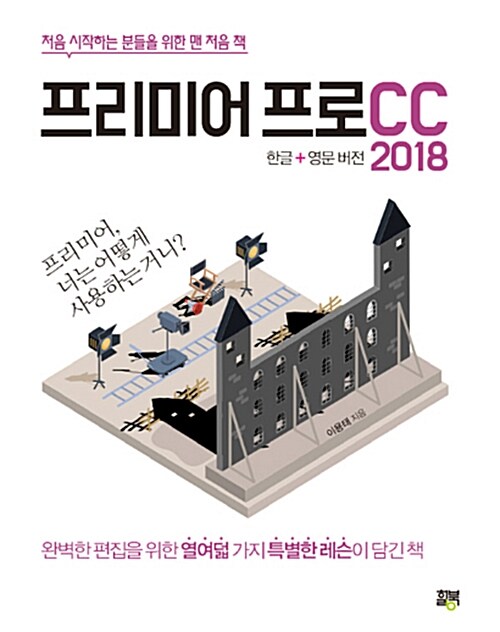 처음 시작하는 분들을 위한 맨 처음 책
프리미어 프로CC
한글 + 영문 버전 2018
프리미어,
너는 어떻게
사용하는 거니?
이용태 지음
완벽한 편집을 위한 열여덟 가지 특별한 레슨이 담긴 책
힐북